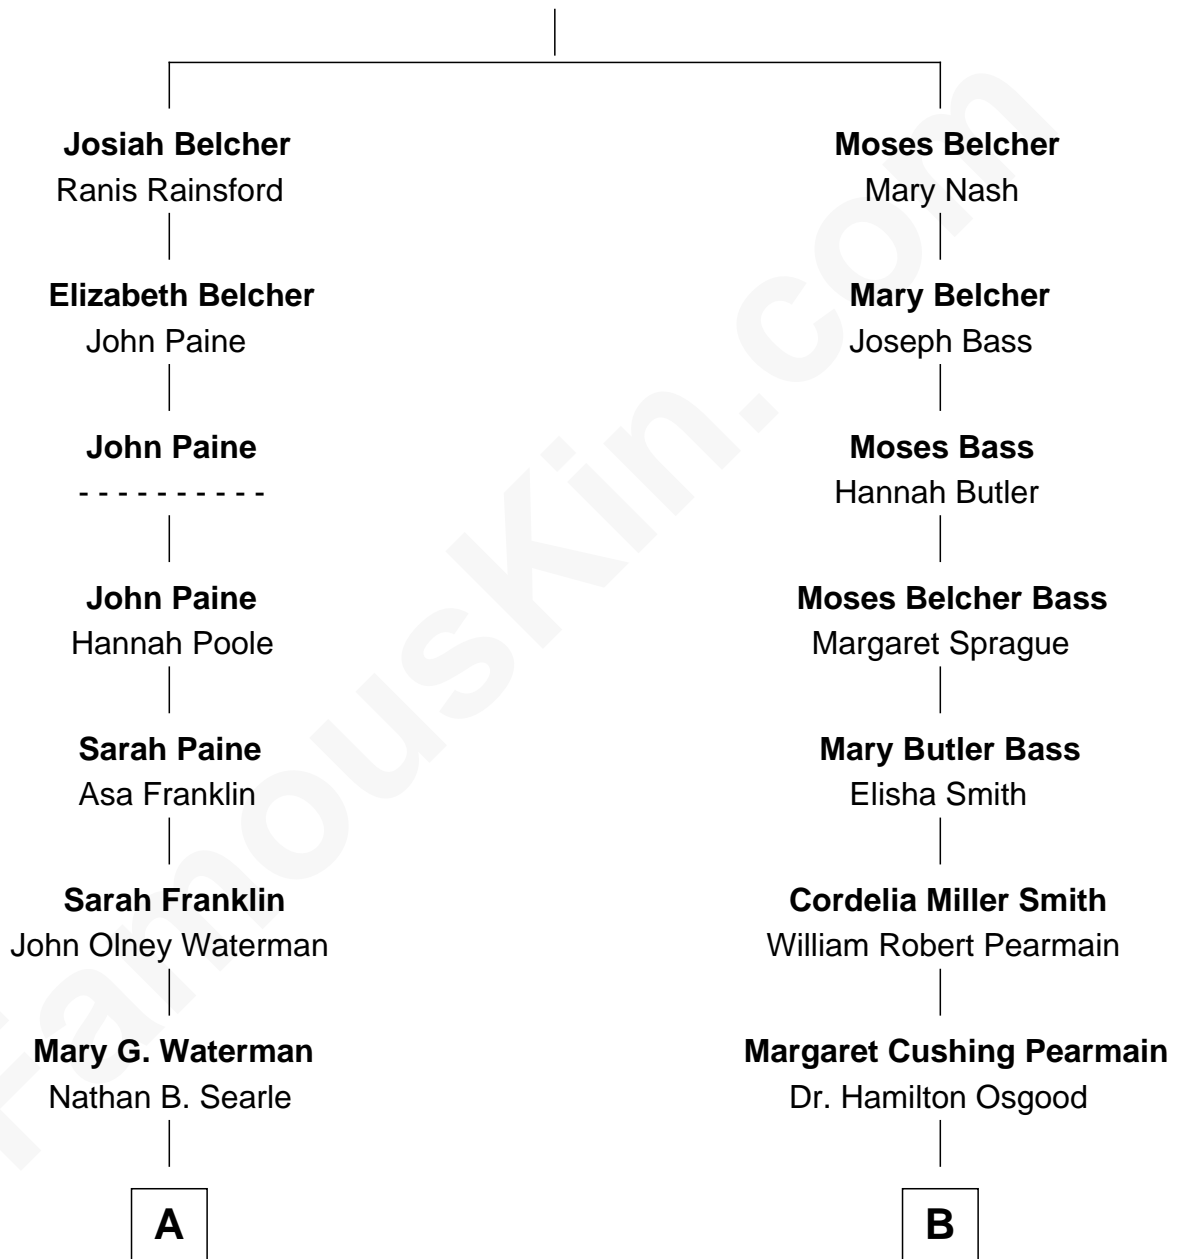 Josiah Belcher
Ranis Rainsford
Elizabeth Belcher
John Paine
John Paine
- - - - - - - - - -
John Paine
Hannah Poole
Sarah Paine
Asa Franklin
Sarah Franklin
John Olney Waterman
Mary G. Waterman
Nathan B. Searle
A
Moses Belcher
Mary Nash
Mary Belcher
Joseph Bass
Moses Bass
Hannah Butler
Moses Belcher Bass
Margaret Sprague
Mary Butler Bass
Elisha Smith
Cordelia Miller Smith
William Robert Pearmain
Margaret Cushing Pearmain
Dr. Hamilton Osgood
B
FamousKin.com